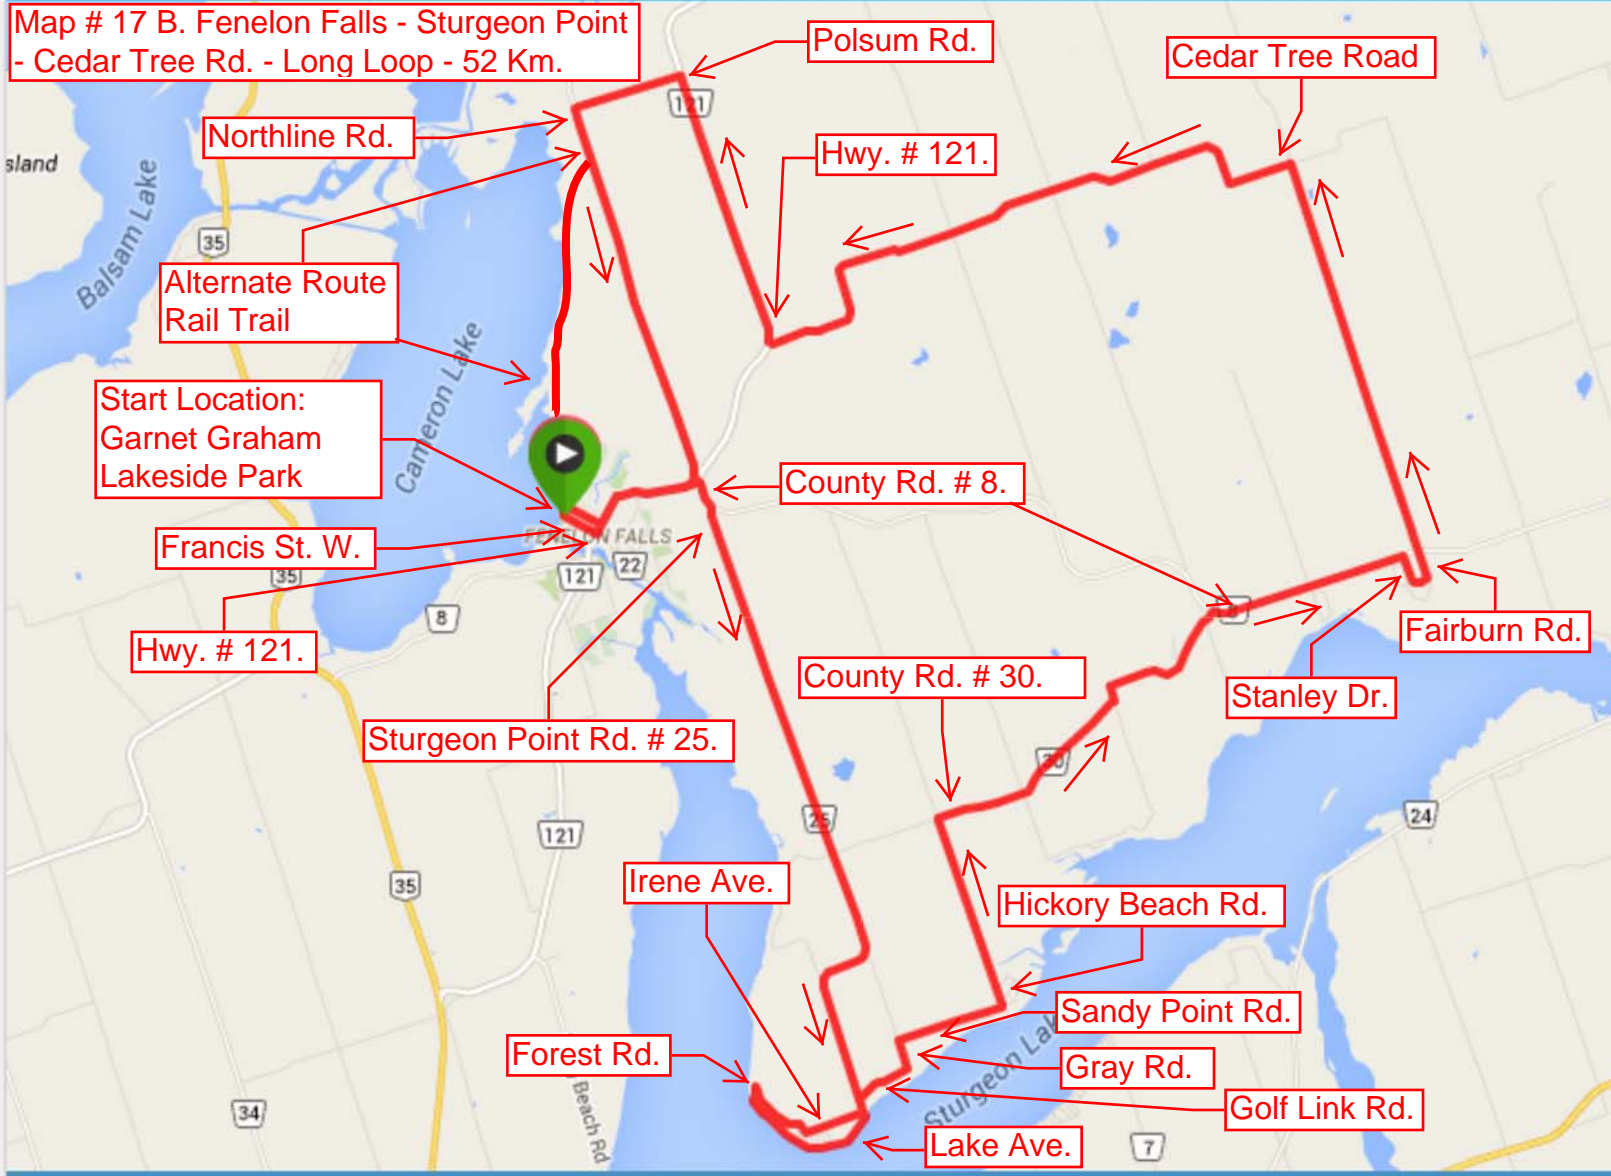 Map # 17 B. Fenelon Falls - Sturgeon Point
- Cedar Tree Rd. - Long Loop - 52 Km.
Polsum Rd.
Cedar Tree Road
121
Northline Rd.
Hwy. # 121.
sland
Balsam Lake
35
Alternate Route
Rail Trail
Cameron Lake
Start Location:
Garnet Graham
Lakeside Park
County Rd. # 8.
Francis St. W.
FENELON FALLS
22
35
121
8
8
Fairburn Rd.
Hwy. # 121.
County Rd. # 30.
Stanley Dr.
Sturgeon Point Rd. # 25.
30
25
24
121
35
Irene Ave.
Hickory Beach Rd.
Sandy Point Rd.
Forest Rd.
Gray Rd.
Sturgeon Lake
Golf Link Rd.
34
Beach Rd
Lake Ave.
7